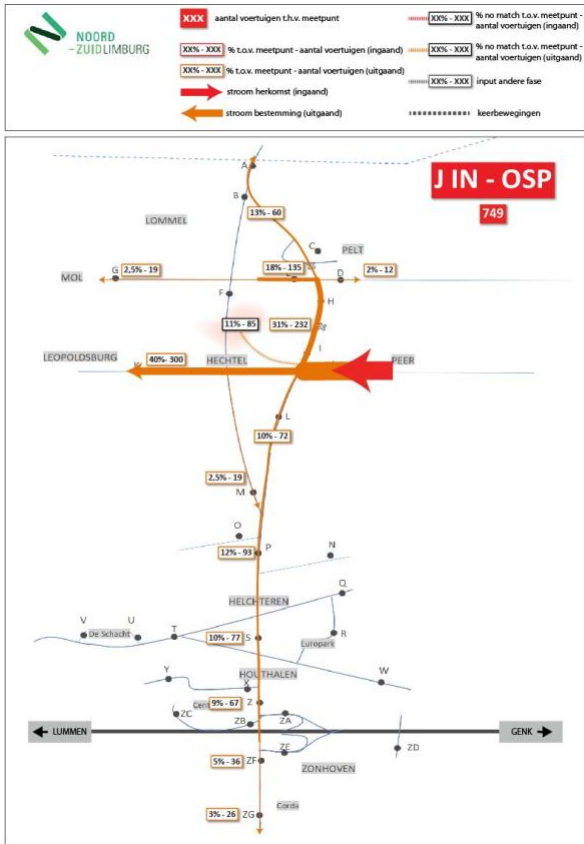 NOORD
-ZUIDLIMBURG
XXX aantal voertuigen t.h.v. meetpunt
XX% - XXX % t.o.v. meetpunt - aantal voertuigen (ingaand)
XX% - XXX % t.o.v. meetpunt - aantal voertuigen (uitgaand)
stroom herkomst (ingaand)
stroom bestemming (uitgaand)
XX% - XXX % no match t.o.v. meetpunt -
aantal voertuigen (ingaand)
XX% - XXX % no match t.o.v. meetpunt -
aantal voertuigen (uitgaand)
XX% - XXX input andere fase
keerbewegingen
J IN - OSP
749
A
B
LOMMEL
13% - 60
C
PELT
MOL
G
2,5% - 19
18% - 135
D
2% - 12
F
H
11% - 85
31% - 232
I
LEOPOLDSBURG
K
40% - 300
HECHTEL
PEER
L
10% - 72
2,5% - 19
M
O
12% - 93
P
N
HELCHTEREN
Q
V
U
De Schacht
T
10% - 77
S
Europark
R
HOUTHALEN
Y
X
W
9% - 67
Z
ZC
ZB
ZA
LUMMEN
GENK
ZE
ZD
5% - 36
ZF
ZONHOVEN
3% - 26
ZG
Corda